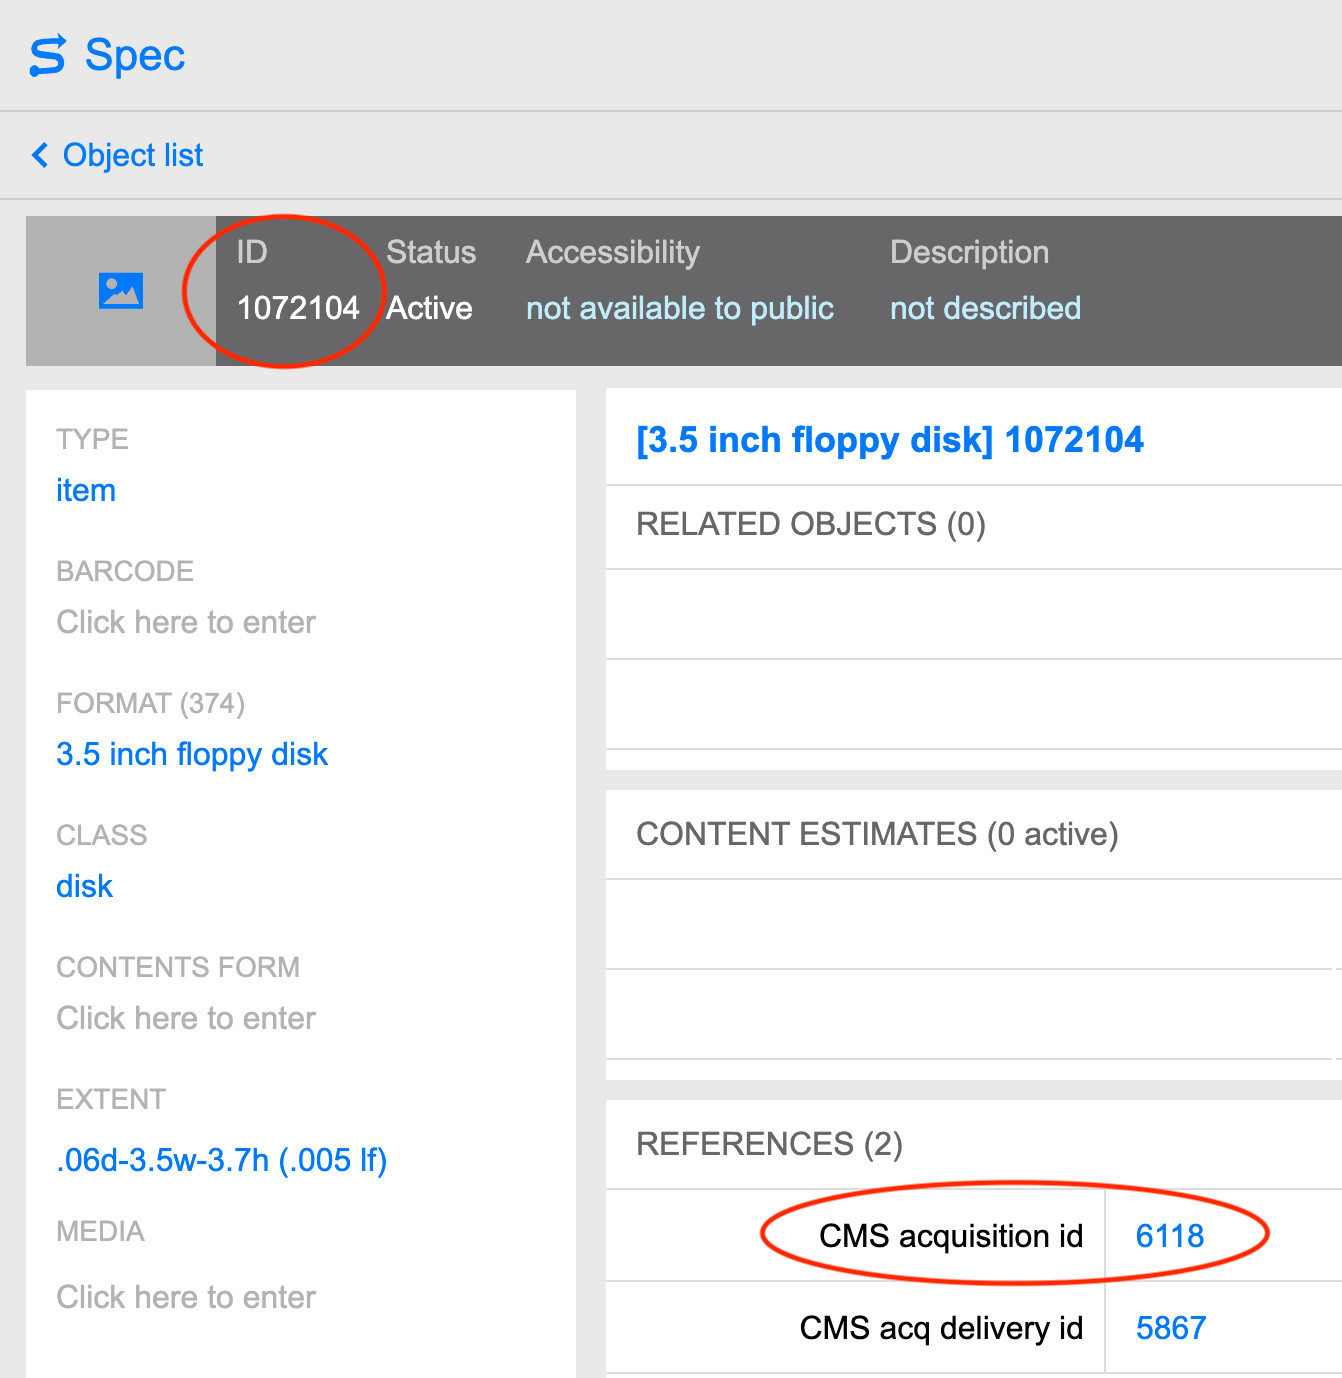 Spec
Object list
ID Status Accessibility Description
1072104 Active not available to public not described
TYPE
item
BARCODE
Click here to enter
FORMAT (374)
3.5 inch floppy disk
CLASS
disk
CONTENTS FORM
Click here to enter
EXTENT
.06d-3.5w-3.7h (.005 lf)
MEDIA
Click here to enter
[3.5 inch floppy disk] 1072104
RELATED OBJECTS (0)
CONTENT ESTIMATES (0 active)
REFERENCES (2)
CMS acquisition id 6118
CMS acq delivery id 5867